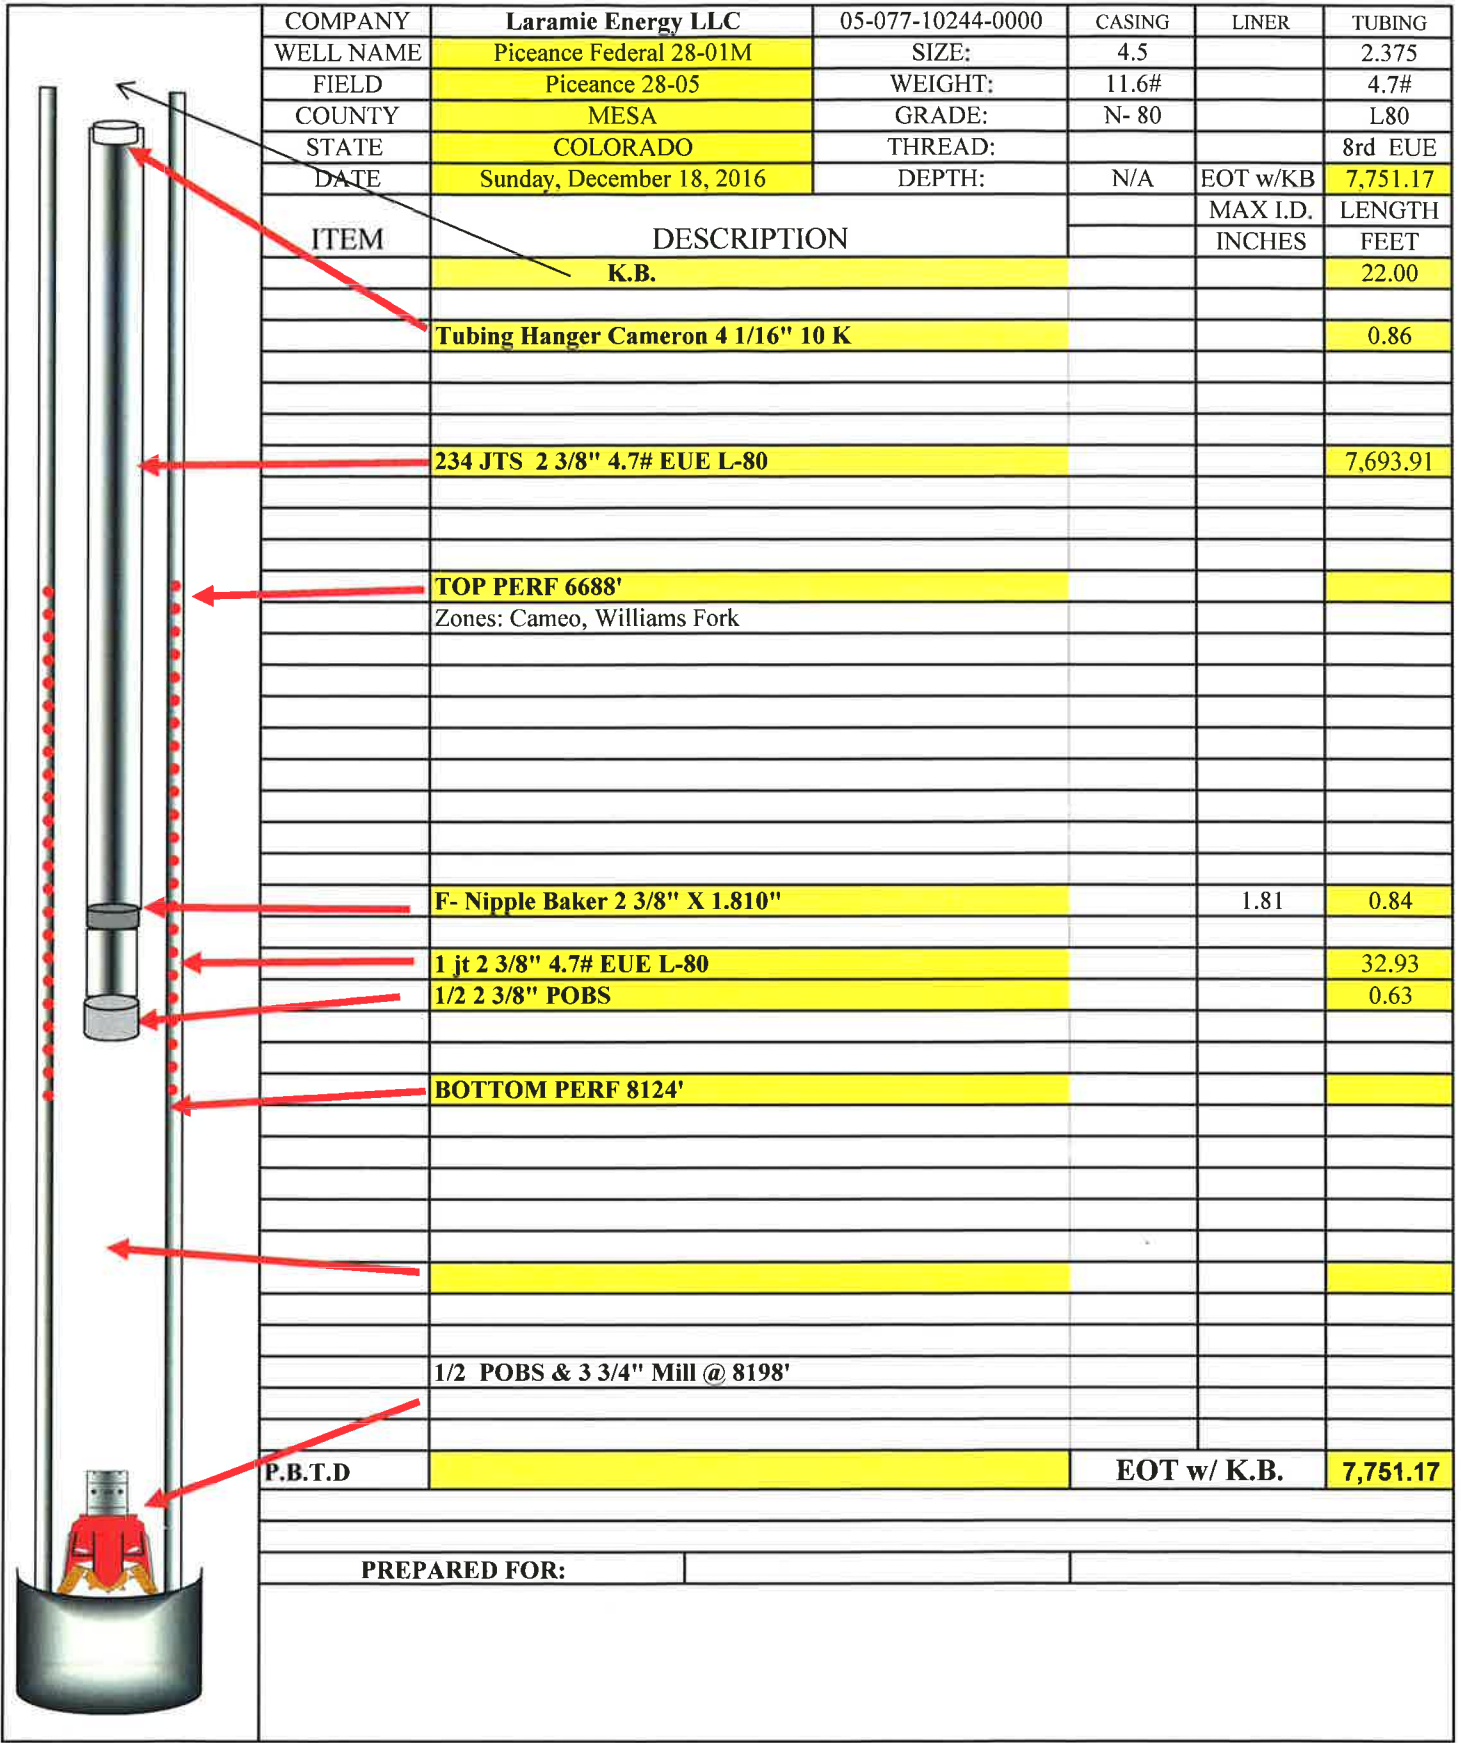 COMPANY Laramie Energy LLC 05-077-10244-0000 CASING LINER TUBING
WELL NAME Piceance Federal 28-01M SIZE: 4.5 2.375
FIELD Piceance 28-05 WEIGHT: 11.6# 4.7#
COUNTY MESA GRADE: N- 80 L80
STATE COLORADO THREAD: 8rd EUE
DATE Sunday, December 18, 2016 DEPTH: N/A EOT w/KB 7,751.17
MAX I.D. LENGTH
ITEM DESCRIPTION INCHES FEET
K.B. 22.00
Tubing Hanger Cameron 4 1/16" 10 K 0.86
234 JTS 2 3/8" 4.7# EUE L-80 7,693.91
TOP PERF 6688'
Zones: Cameo, Williams Fork
F- Nipple Baker 2 3/8" X 1.810" 1.81 0.84
1 jt 2 3/8" 4.7# EUE L-80 32.93
1/2 2 3/8" POBS 0.63
BOTTOM PERF 8124'
1/2 POBS & 3 3/4" Mill @ 8198'
P.B.T.D EOT w/ K.B. 7,751.17
PREPARED FOR: